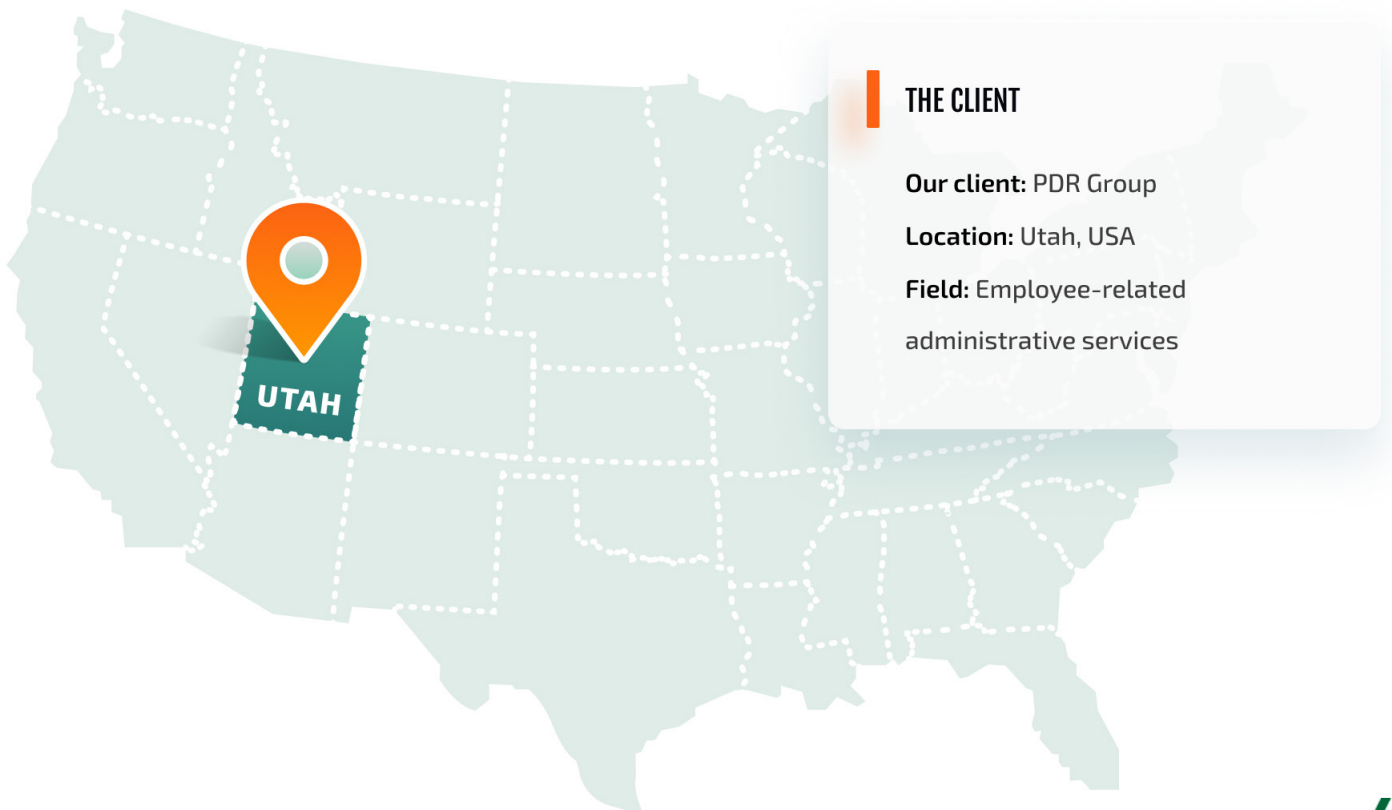 THE CLIENT
Our client: PDR Group
Location: Utah, USA
Field: Employee-related
administrative services
UTAH